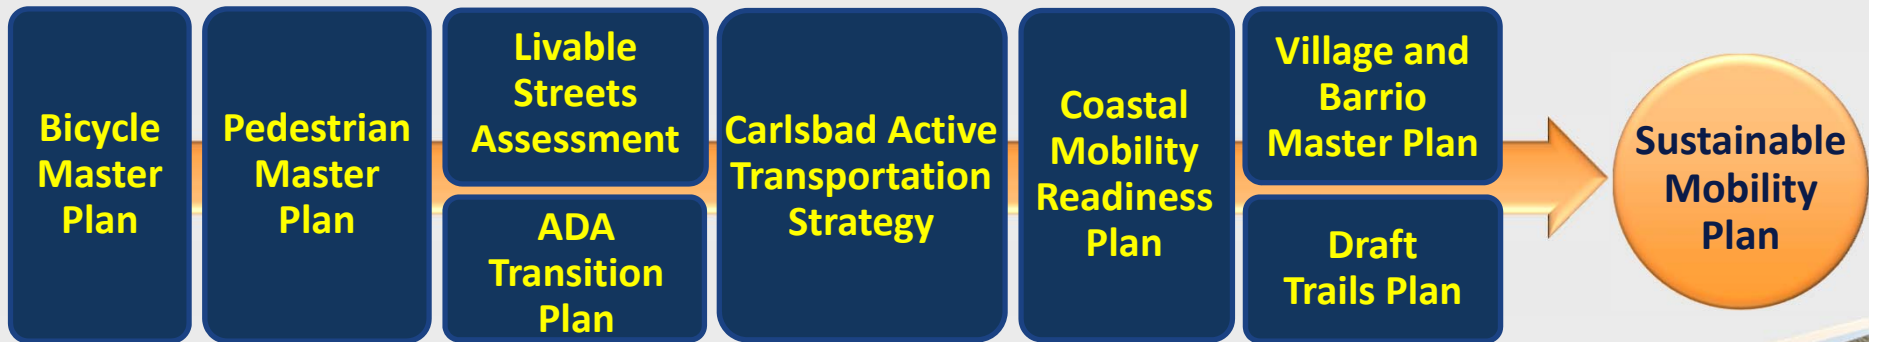 Bicycle
Master
Plan
Pedestrian
Master
Plan
Livable
Streets
Assessment
ADA
Transition
Plan
Carlsbad Active
Transportation
Strategy
Coastal
Mobility
Readiness
Plan
Village and
Barrio
Master Plan
Draft
Trails Plan
Sustainable
Mobility
Plan